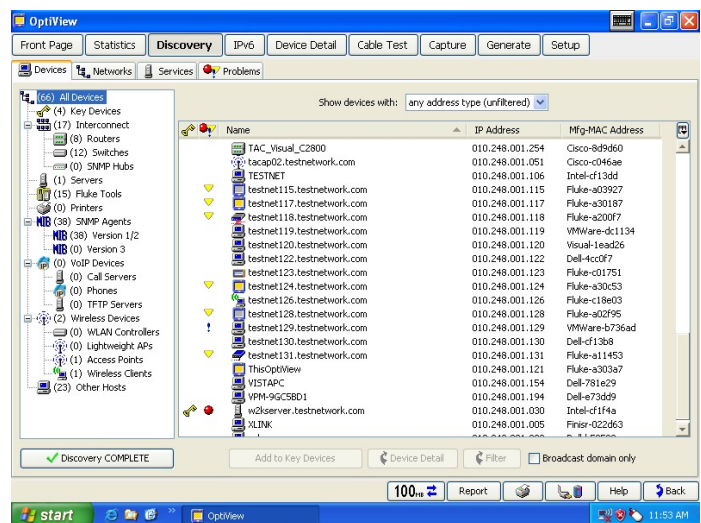 OptiView
Front Page Statistics Discovery IPv6 Device Detail Cable Test Capture Generate Setup
Devices Networks Services Problems
(66) All Devices
(4) Key Devices
(17) Interconnect
(8) Routers
(12) Switches
(0) SNMP Hubs
(1) Servers
(15) Fluke Tools
(0) Printers
MIB (38) SNMP Agents
MIB (38) Version 1/2
MIB (0) Version 3
(0) VoIP Devices
(0) Call Servers
(0) Phones
(0) TFTP Servers
(2) Wireless Devices
(0) WLAN Controllers
(0) Lightweight APs
(1) Access Points
(1) Wireless Clients
(23) Other Hosts
Show devices with: any address type (unfiltered)
Name IP Address Mfg-MAC Address
TAC_Visual_C2800 010.248.001.254 Cisco-8d9d60
tacap02.testnetwork.com 010.248.001.051 Cisco-c046ae
TESTNET 010.248.001.106 Intel-cf13dd
testnet115.testnetwork.com 010.248.001.115 Fluke-a03927
testnet117.testnetwork.com 010.248.001.117 Fluke-a30187
testnet118.testnetwork.com 010.248.001.118 Fluke-a200f7
testnet119.testnetwork.com 010.248.001.119 VMWare-dc1134
testnet120.testnetwork.com 010.248.001.120 Visual-1ead26
testnet122.testnetwork.com 010.248.001.122 Dell-4cc0f7
testnet123.testnetwork.com 010.248.001.123 Fluke-c01751
testnet124.testnetwork.com 010.248.001.124 Fluke-a30c53
testnet126.testnetwork.com 010.248.001.126 Fluke-c18e03
testnet128.testnetwork.com 010.248.001.128 Fluke-a02f95
testnet129.testnetwork.com 010.248.001.129 VMWare-b736ad
testnet130.testnetwork.com 010.248.001.130 Dell-cf13b8
testnet131.testnetwork.com 010.248.001.131 Fluke-a11453
ThisOptiView 010.248.001.121 Fluke-a303a7
VISTAPC 010.248.001.154 Dell-781e29
VPM-9GC5BD1 010.248.001.194 Dell-e73dd9
w2kserver.testnetwork.com 010.248.001.030 Intel-cf1f4a
XLINK 010.248.001.005 Finisr-022d63
Discovery COMPLETE Add to Key Devices Device Detail Filter Broadcast domain only
100 MB Report Help Back
start OptiView 11:53 AM